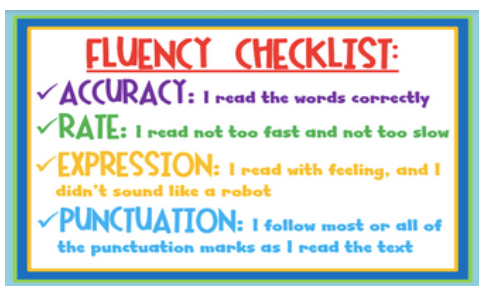 FLUENCY CHECKLIST:
✓ACCURACY: I read the words correctly
✓RATE: I read not too fast and not too slow
✓EXPRESSION: I read with feeling, and I
didn't sound like a robot
✓PUNCTUATION: I follow most or all of
the punctuation marks as I read the text